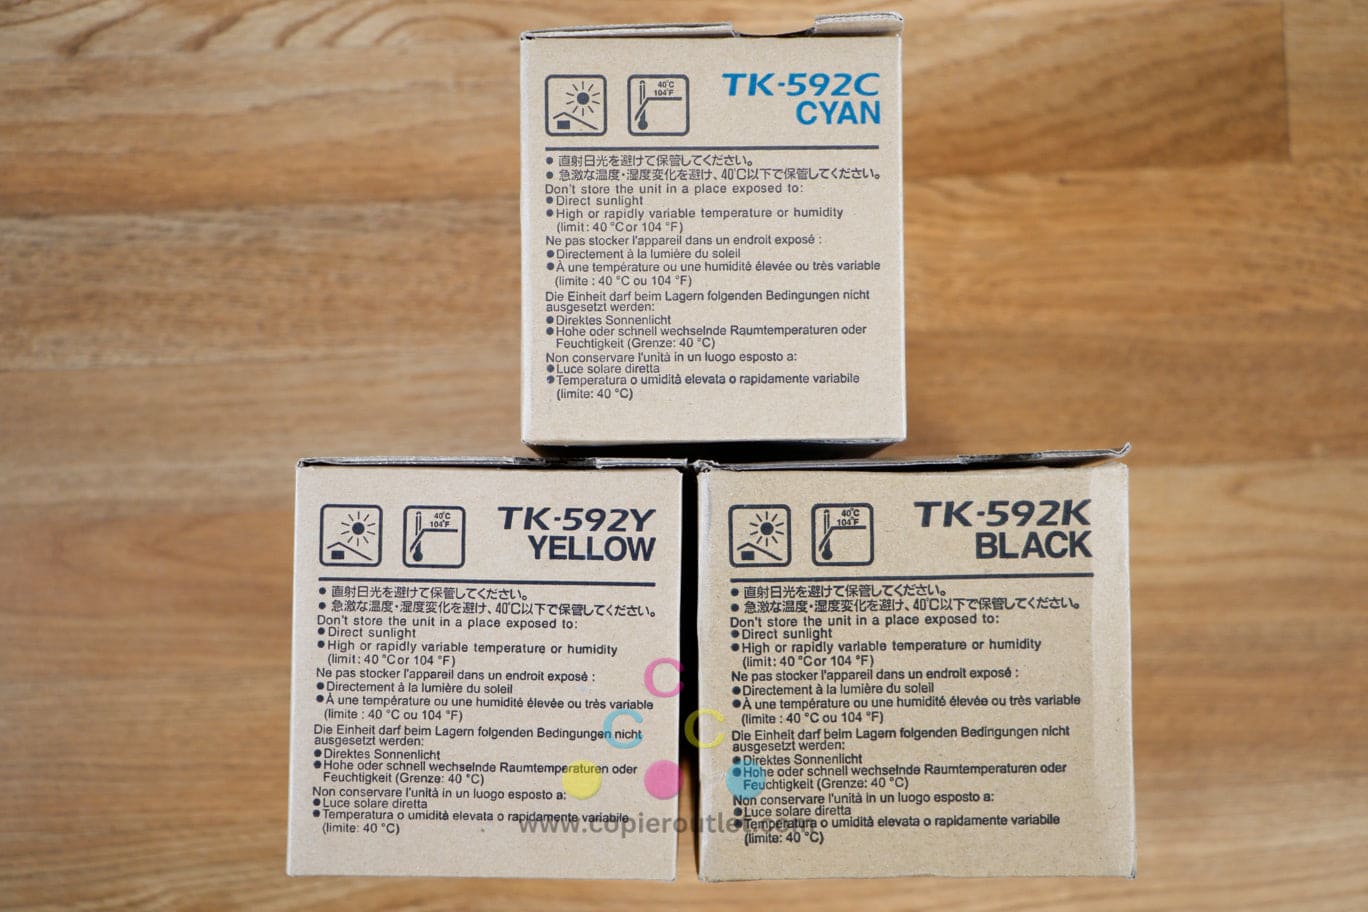 40°C
104°F
TK-592C
CYAN
● 直射日光を避けて保管してください。
● 急激な温度・湿度変化を避け、40℃以下で保管してください。
Don't store the unit in a place exposed to:
● Direct sunlight
● High or rapidly variable temperature or humidity
(limit: 40 °C or 104 °F)
Ne pas stocker l'appareil dans un endroit exposé :
● Directement à la lumière du soleil
● À une température ou une humidité élevée ou très variable
(limite : 40 °C ou 104 °F)
Die Einheit darf beim Lagern folgenden Bedingungen nicht
ausgesetzt werden:
● Direktes Sonnenlicht
● Hohe oder schnell wechselnde Raumtemperaturen oder
Feuchtigkeit (Grenze: 40 °C)
Non conservare l'unità in un luogo esposto a:
● Luce solare diretta
● Temperatura o umidità elevata o rapidamente variabile
(limite: 40 °C)
40°C
104°F
TK-592Y
YELLOW
● 直射日光を避けて保管してください。
● 急激な温度・湿度変化を避け、40℃以下で保管してください。
Don't store the unit in a place exposed to:
● Direct sunlight
● High or rapidly variable temperature or humidity
(limit: 40 °C or 104 °F)
Ne pas stocker l'appareil dans un endroit exposé :
● Directement à la lumière du soleil
● À une température ou une humidité élevée ou très variable
(limite : 40 °C ou 104 °F)
Die Einheit darf beim Lagern folgenden Bedingungen nicht
ausgesetzt werden:
● Direktes Sonnenlicht
● Hohe oder schnell wechselnde Raumtemperaturen oder
Feuchtigkeit (Grenze: 40 °C)
Non conservare l'unità in un luogo esposto a:
● Luce solare diretta
● Temperatura o umidità elevata o rapidamente variabile
(limite: 40 °C)
40°C
104°F
TK-592K
BLACK
● 直射日光を避けて保管してください。
● 急激な温度・湿度変化を避け、40℃以下で保管してください。
Don't store the unit in a place exposed to:
● Direct sunlight
● High or rapidly variable temperature or humidity
(limit: 40 °C or 104 °F)
Ne pas stocker l'appareil dans un endroit exposé :
● Directement à la lumière du soleil
● À une température ou une humidité élevée ou très variable
(limite : 40 °C ou 104 °F)
Die Einheit darf beim Lagern folgenden Bedingungen nicht
ausgesetzt werden:
● Direktes Sonnenlicht
● Hohe oder schnell wechselnde Raumtemperaturen oder
Feuchtigkeit (Grenze: 40 °C)
Non conservare l'unità in un luogo esposto a:
● Luce solare diretta
● Temperatura o umidità elevata o rapidamente variabile
(limite: 40 °C)
C
C C